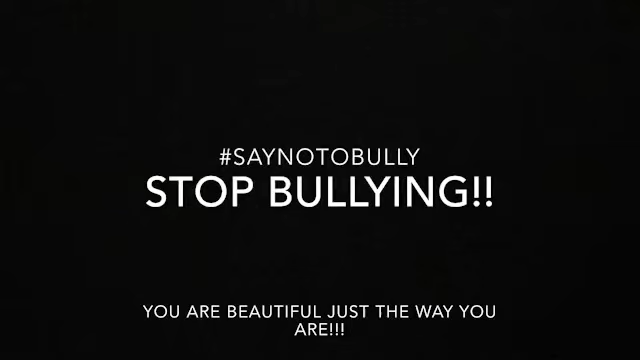 #SAYNOTOBULLY
STOP BULLYING!!
YOU ARE BEAUTIFUL JUST THE WAY YOU
ARE!!!